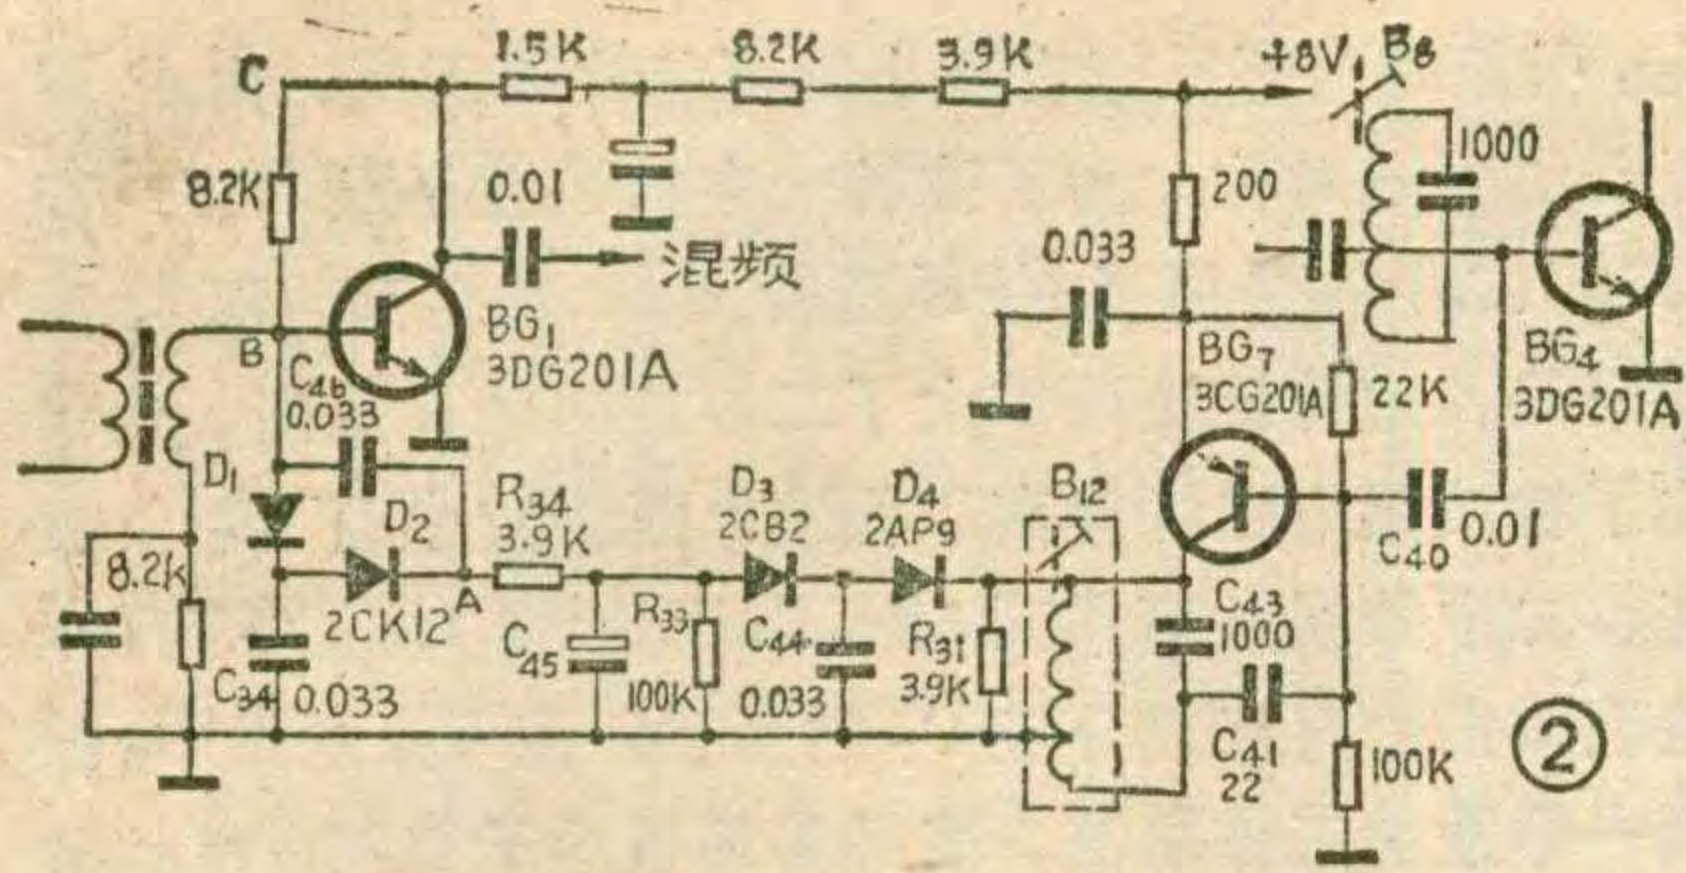 C
1.5K
8.2K
3.9K
+8V
B8
1000
8.2K
0.01
200
混频
0.033
B
BG1
3DG201A
C46
0.033
BG7
3CG201A
22K
BG4
3DG201A
D1
D2
2CK12
A
R34
3.9K
D3
2CB2
D4
2AP9
B12
C40
0.01
8.2K
C34
0.033
C45
R33
100K
C44
0.033
R31
3.9K
C43
1000
C41
22
100K
②